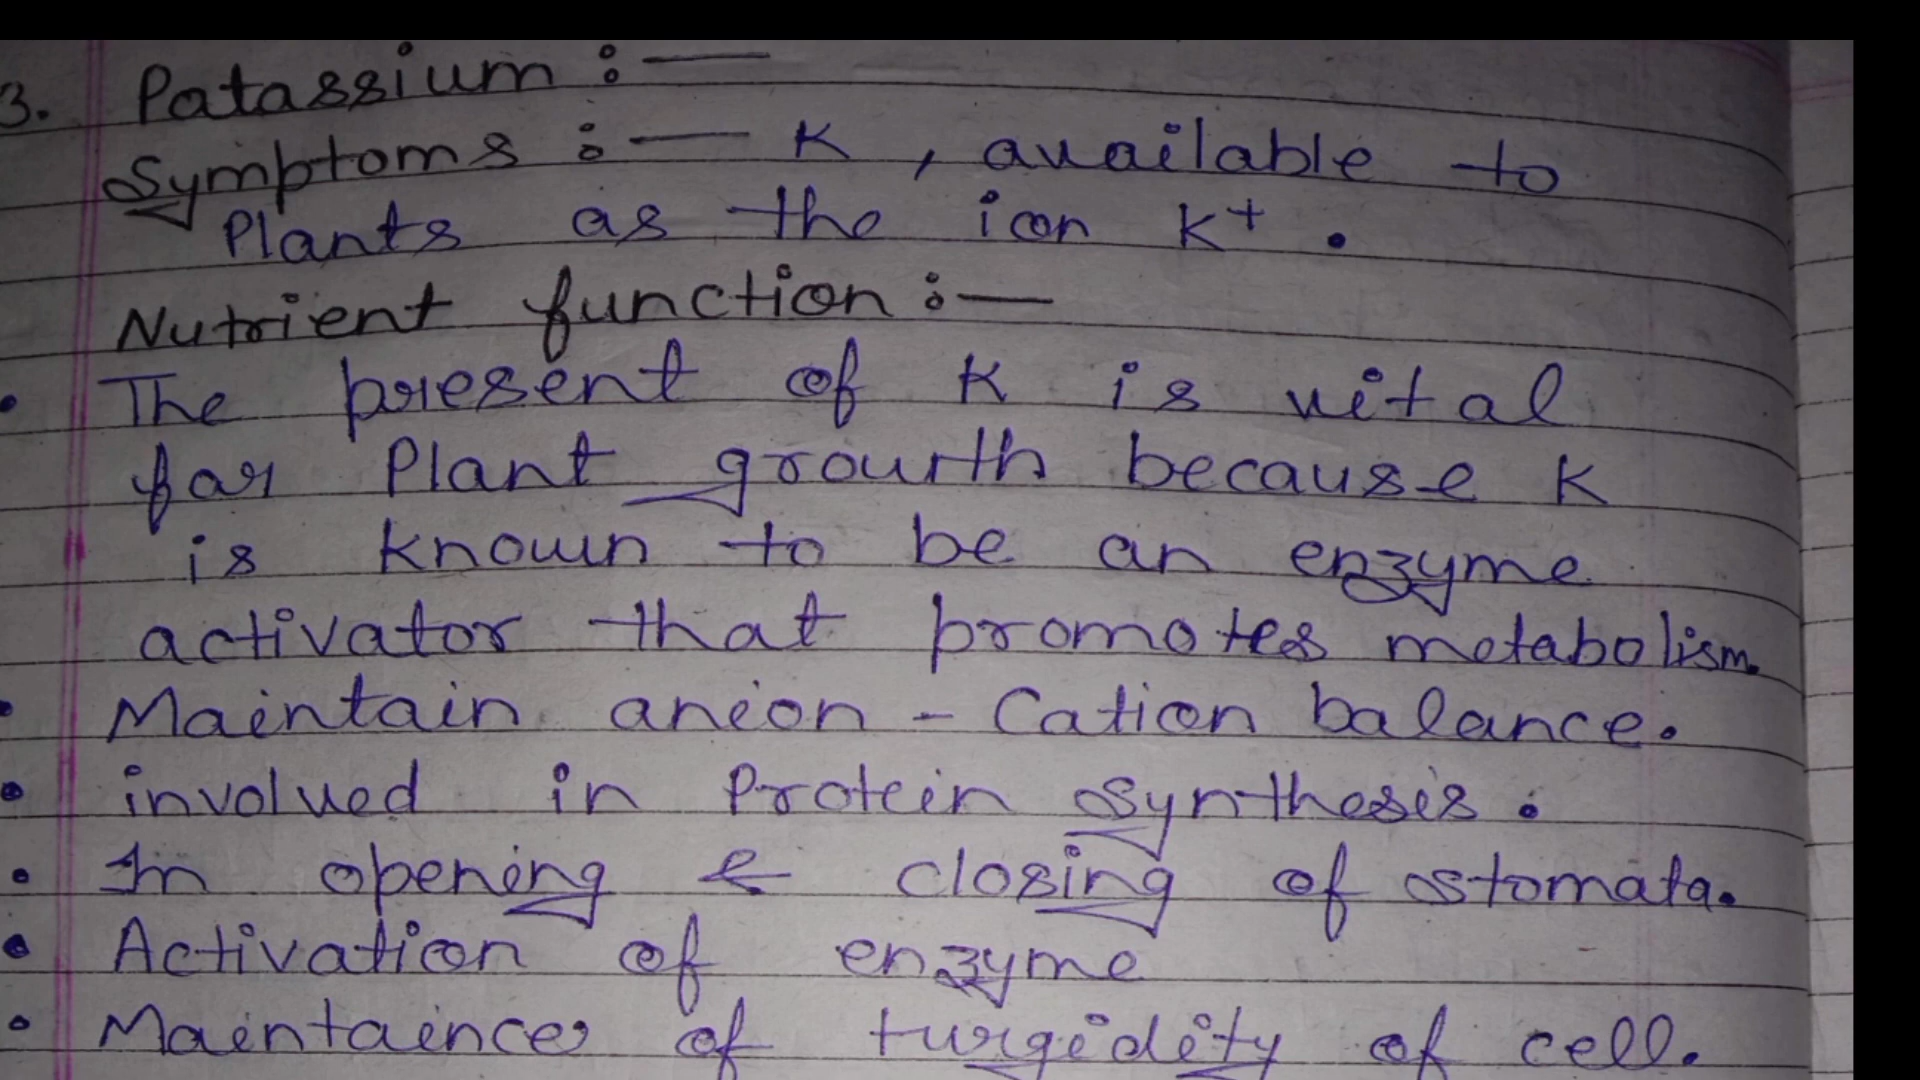 3. Patassium :—
Symptoms :— K, available to
Plants as the ion K+.
Nutrient function :—
• The present of K is vital
for Plant growth because K
is known to be an enzyme
activator that promotes metabolism.
• Maintain anion - Cation balance.
• involved in Protein Synthesis.
• In opening & closing of stomata.
• Activation of enzyme
• Maintainces of turgidity of cell.